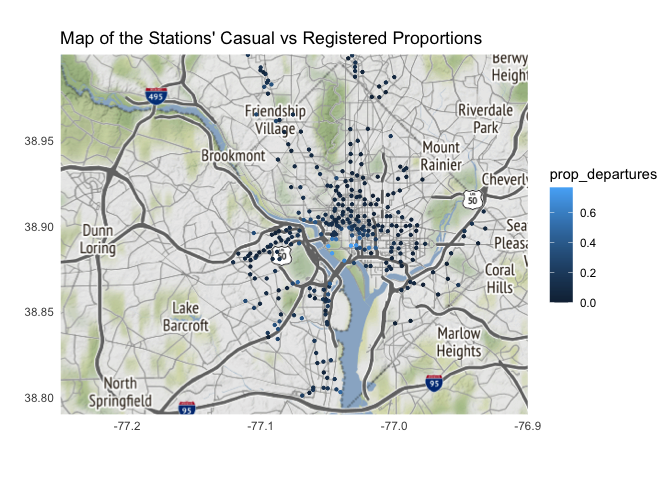 Map of the Stations' Casual vs Registered Proportions
Berwy
Height
495
Friendship
Village
Riverdale
Park
38.95
Mount
Rainier
Brookmont
prop_departures
Cheverly
50
0.6
Dunn
Loring
38.90
Sea
Pleasa
0.4
Coral
Hills
0.2
0.0
Lake
Barcroft
38.85
Marlow
Heights
North
Springfield
95
95
38.80
-77.2
-77.1
-77.0
-76.9